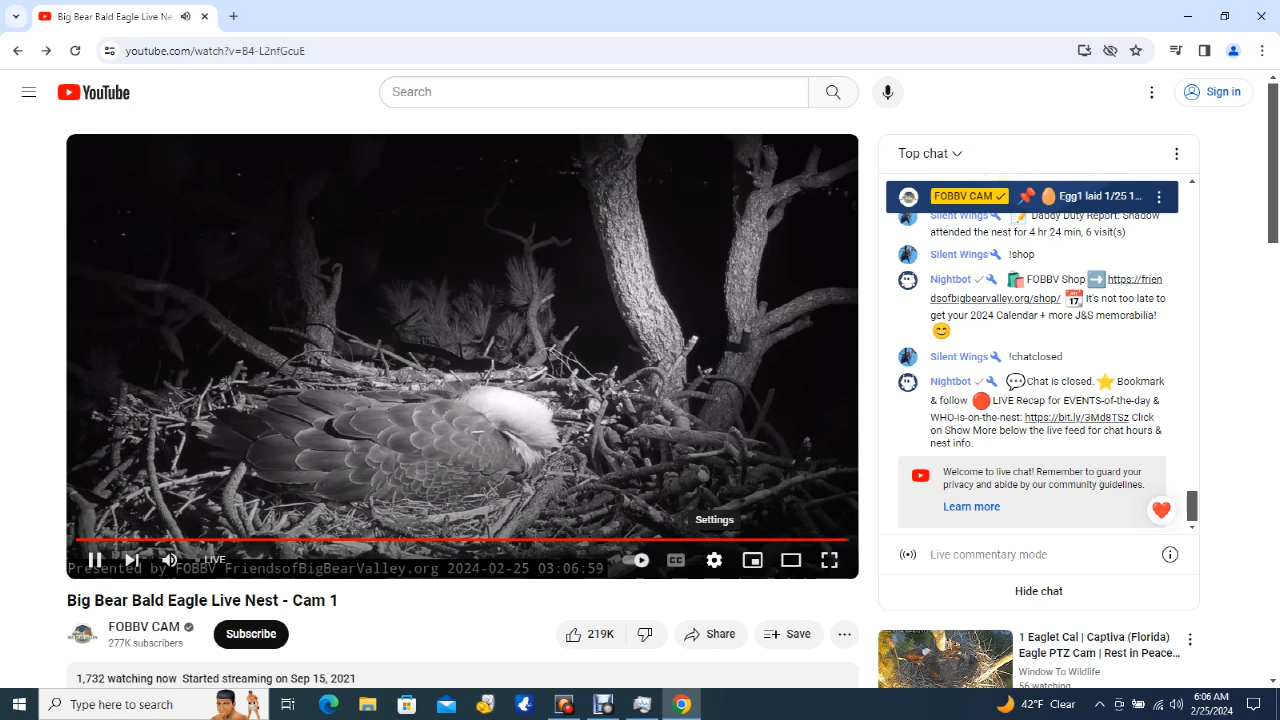 Big Bear Bald Eagle Live Ne
youtube.com/watch?v=B4-L2nfGcuE
YouTube
Search
Sign in
Top chat
FOBBV CAM ✓ 📌 🥚 Egg1 laid 1/25 1...
Silent Wings 📝 Daddy Duty Report: Shadow
attended the nest for 4 hr 24 min, 6 visit(s)
Silent Wings !shop
Nightbot ✓ 🛍️ FOBBV Shop ➡️ https://frien
dsofbigbearvalley.org/shop/ 📆 It's not too late to
get your 2024 Calendar + more J&S memorabilia!
😊
Silent Wings !chatclosed
Nightbot ✓ 💬 Chat is closed. ⭐ Bookmark
& follow 🔴 LIVE Recap for EVENTS-of-the-day &
WHO-is-on-the-nest: https://bit.ly/3Md8TSz Click
on Show More below the live feed for chat hours &
nest info.
Welcome to live chat! Remember to guard your
privacy and abide by our community guidelines.
Learn more
Live commentary mode
Hide chat
Settings
LIVE
CC
Presented by FOBBV FriendsofBigBearValley.org 2024-02-25 03:06:59
Big Bear Bald Eagle Live Nest - Cam 1
FOBBV CAM
277K subscribers
Subscribe
219K
Share
Save
1,732 watching now Started streaming on Sep 15, 2021
1 Eaglet Cal | Captiva (Florida)
Eagle PTZ Cam | Rest in Peace...
Window To Wildlife
56 watching
Type here to search
42°F Clear
6:06 AM
2/25/2024